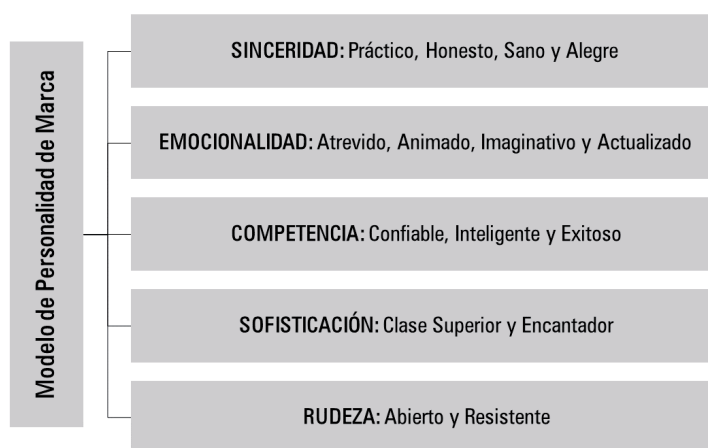 Modelo de Personalidad de Marca
SINCERIDAD: Práctico, Honesto, Sano y Alegre
EMOCIONALIDAD: Atrevido, Animado, Imaginativo y Actualizado
COMPETENCIA: Confiable, Inteligente y Exitoso
SOFISTICACIÓN: Clase Superior y Encantador
RUDEZA: Abierto y Resistente